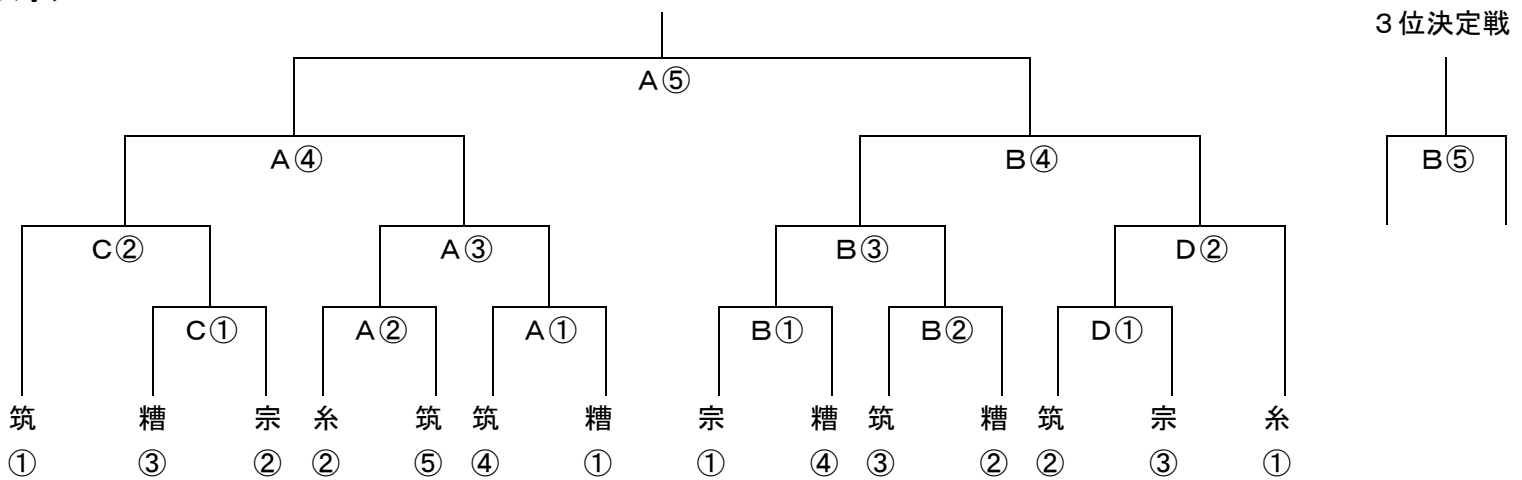 ３位決定戦
A⑤
A④ B④ B⑤
C② A③ B③ D②
C① A② A① B① B② D①
筑 糟 宗 糸 筑 筑 糟 宗 糟 筑 糟 筑 宗 糸
① ③ ② ② ⑤ ④ ① ① ④ ③ ② ② ③ ①